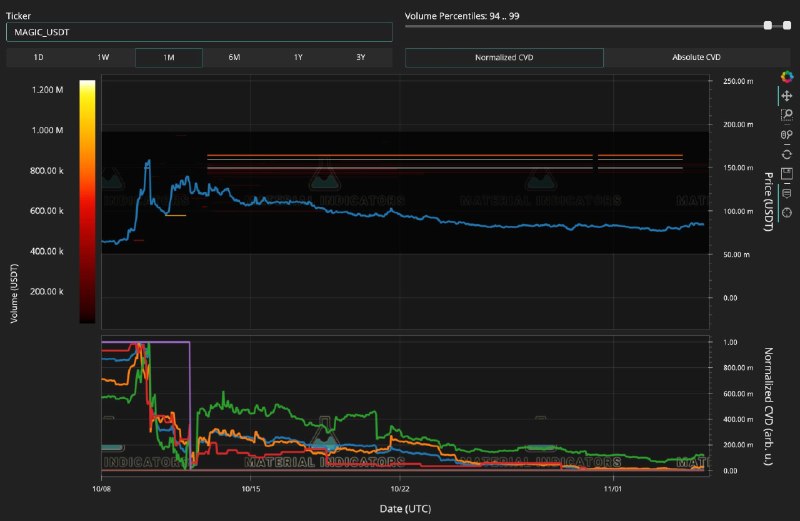 Ticker
Volume Percentiles: 94 .. 99
MAGIC_USDT
1D 1W 1M 6M 1Y 3Y Normalized CVD Absolute CVD
1.200 M
1.000 M
800.00 k
600.00 k
400.00 k
200.00 k
Volume (USDT)
250.00 m
200.00 m
150.00 m
100.00 m
50.00 m
0.00
Price (USDT)
INDICATORS MATERIAL INDICATORS MATERIAL INDICATORS MAT
1.00
800.00 m
600.00 m
400.00 m
200.00 m
0.00
Normalized CVD (arb. u.)
INDICATORS MATERIAL INDICATORS MATERIAL INDICATORS MAT
10/08 10/15 10/22 11/01
Date (UTC)